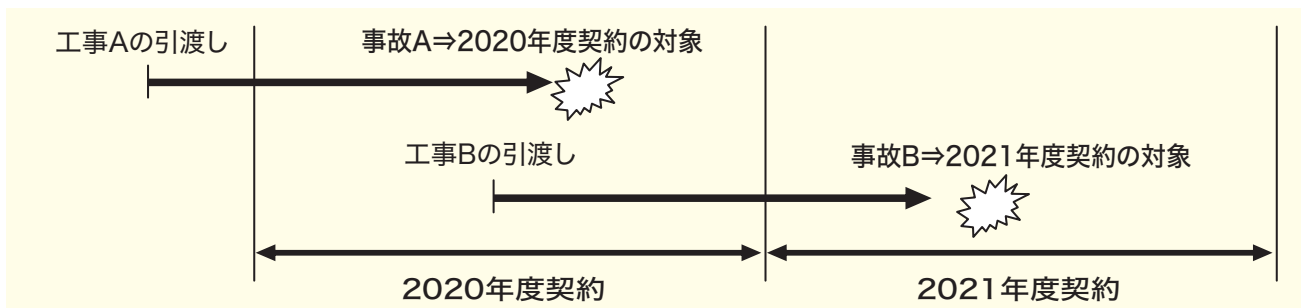 工事Aの引渡し
事故A⇒2020年度契約の対象
工事Bの引渡し
事故B⇒2021年度契約の対象
2020年度契約
2021年度契約